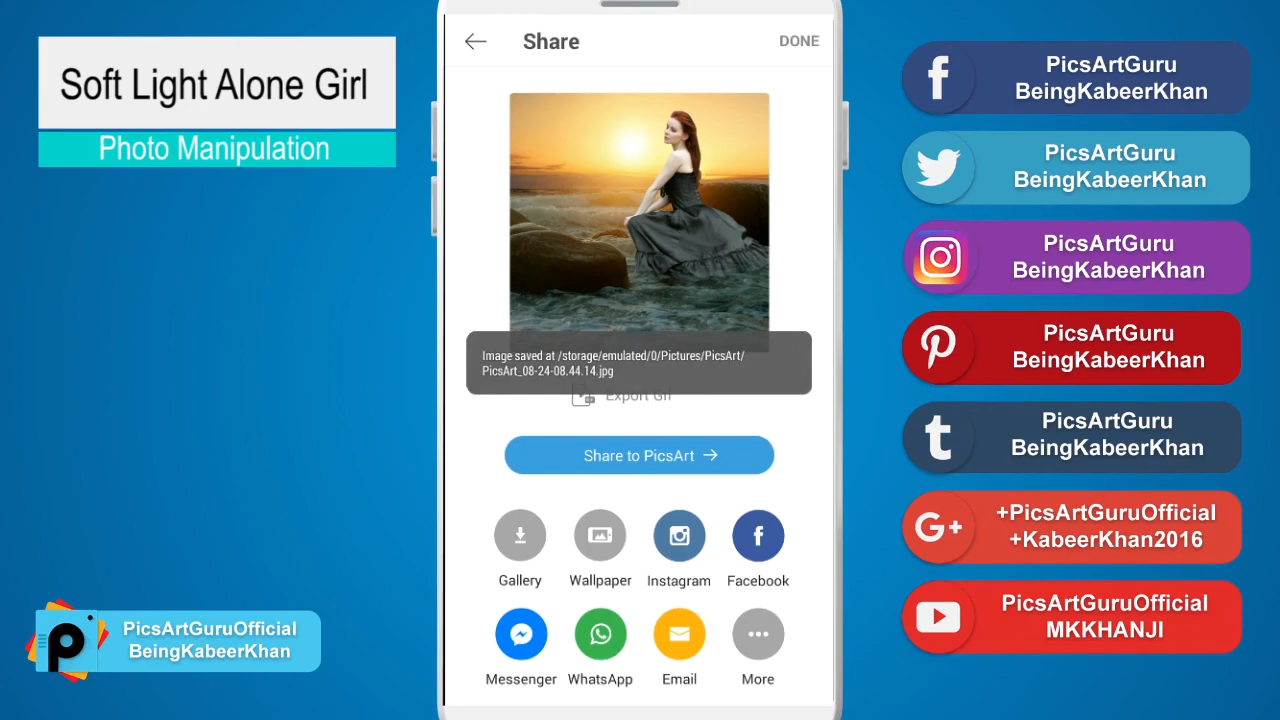 Soft Light Alone Girl
Photo Manipulation
Share
DONE
Image saved at /storage/emulated/0/Pictures/PicsArt/
PicsArt_08-24-08.44.14.jpg
Export Gif
Share to PicsArt
Gallery
Wallpaper
Instagram
Facebook
Messenger
WhatsApp
Email
More
PicsArtGuru
BeingKabeerKhan
PicsArtGuru
BeingKabeerKhan
PicsArtGuru
BeingKabeerKhan
PicsArtGuru
BeingKabeerKhan
PicsArtGuru
BeingKabeerKhan
G+
+PicsArtGuruOfficial
+KabeerKhan2016
PicsArtGuruOfficial
MKKHANJI
PicsArtGuruOfficial
BeingKabeerKhan